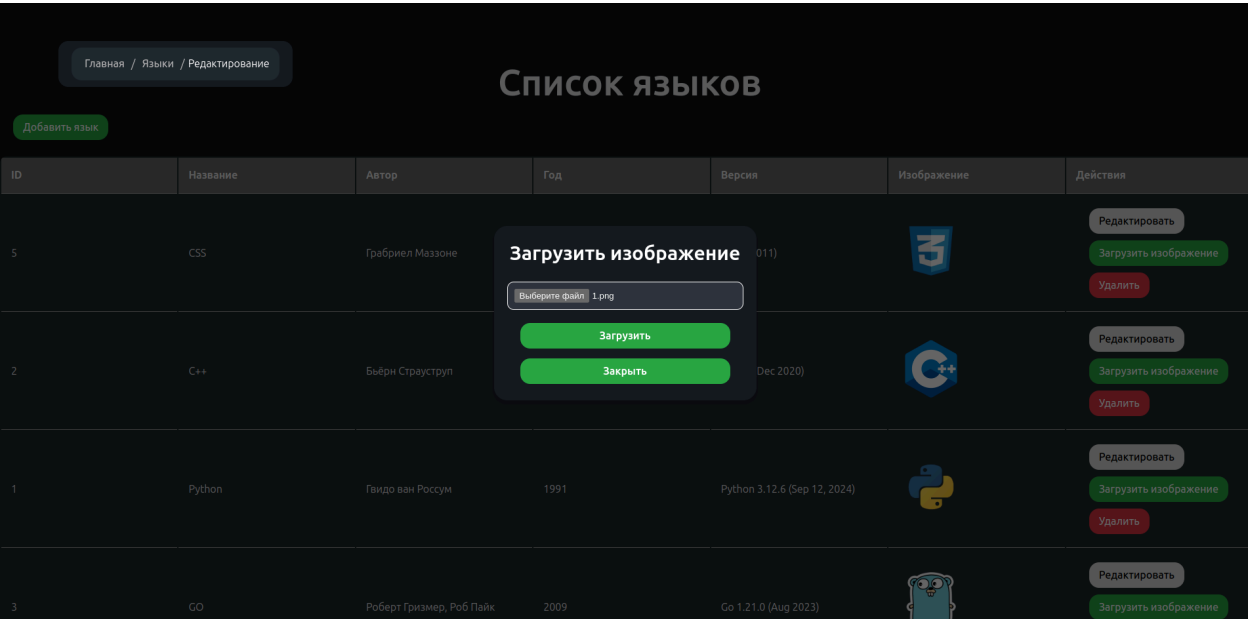 Главная / Языки / Редактирование
Список языков
Добавить язык
ID Название Автор Год Версия Изображение Действия
5 CSS Грабриел Маззоне 011)
Редактировать
Загрузить изображение
Удалить
Загрузить изображение
Выберите файл 1.png
Загрузить
Закрыть
2 C++ Бьёрн Страуструп Dec 2020)
Редактировать
Загрузить изображение
Удалить
1 Python Гвидо ван Россум 1991 Python 3.12.6 (Sep 12, 2024)
Редактировать
Загрузить изображение
Удалить
3 GO Роберт Гризмер, Роб Пайк 2009 Go 1.21.0 (Aug 2023)
Редактировать
Загрузить изображение